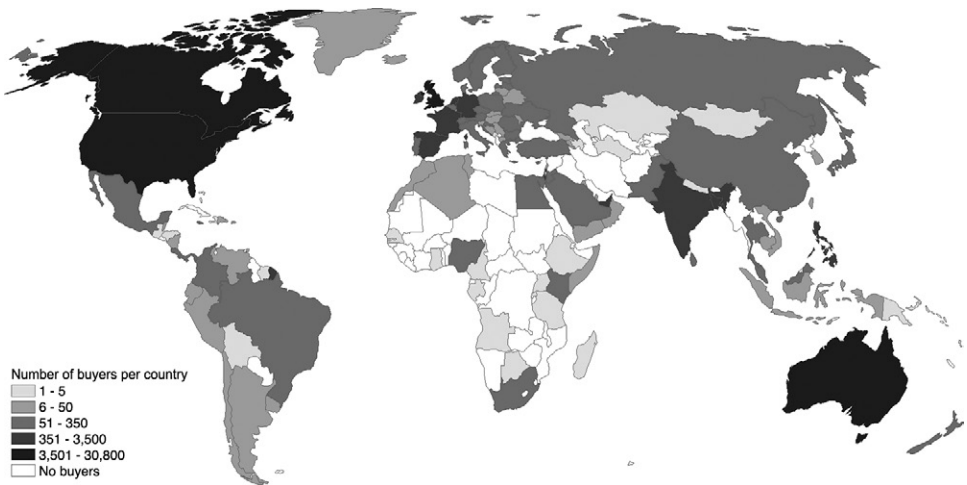 Number of buyers per country
1 - 5
6 - 50
51 - 350
351 - 3,500
3,501 - 30,800
No buyers